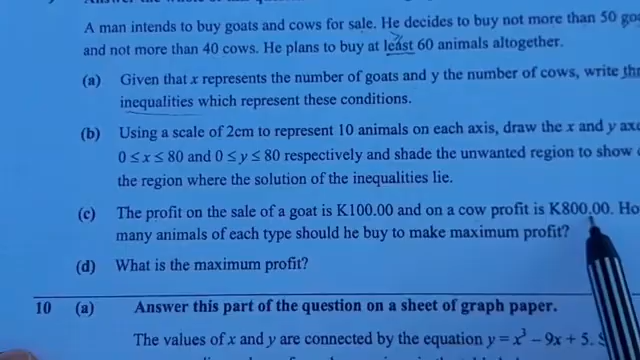 A man intends to buy goats and cows for sale. He decides to buy not more than 50
and not more than 40 cows. He plans to buy at least 60 animals altogether.
(a) Given that x represents the number of goats and y the number of cows, write
inequalities which represent these conditions.
(b) Using a scale of 2cm to represent 10 animals on each axis, draw the x and y
0 ≤ x ≤ 80 and 0 ≤ y ≤ 80 respectively and shade the unwanted region to show
the region where the solution of the inequalities lie.
(c) The profit on the sale of a goat is K100.00 and on a cow profit is K800.00. Ho
many animals of each type should he buy to make maximum profit?
(d) What is the maximum profit?
10 (a) Answer this part of the question on a sheet of graph paper.
The values of x and y are connected by the equation y = x³ − 9x + 5.